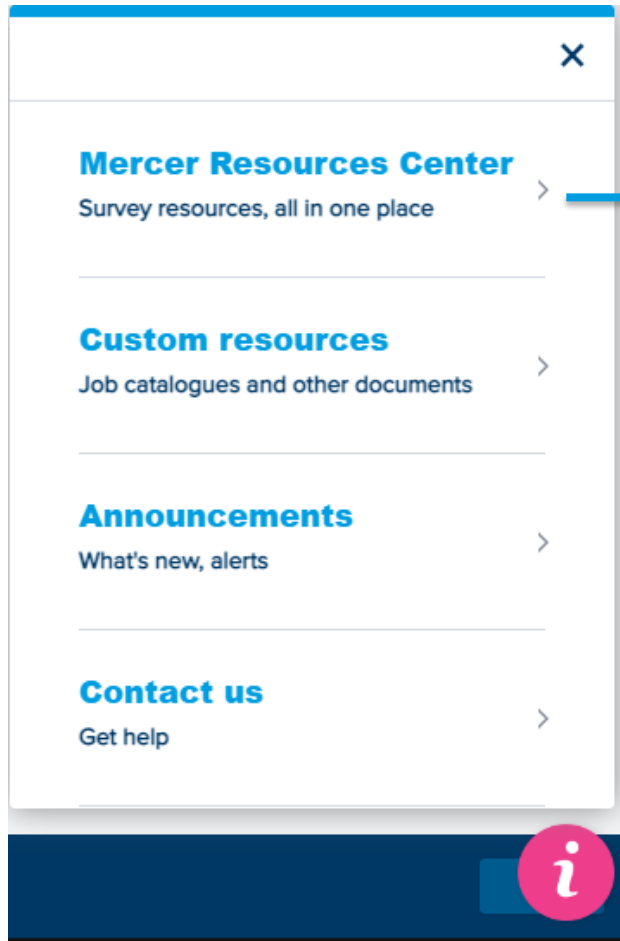 Mercer Resources Center
Survey resources, all in one place
Custom resources
Job catalogues and other documents
Announcements
What's new, alerts
Contact us
Get help
i